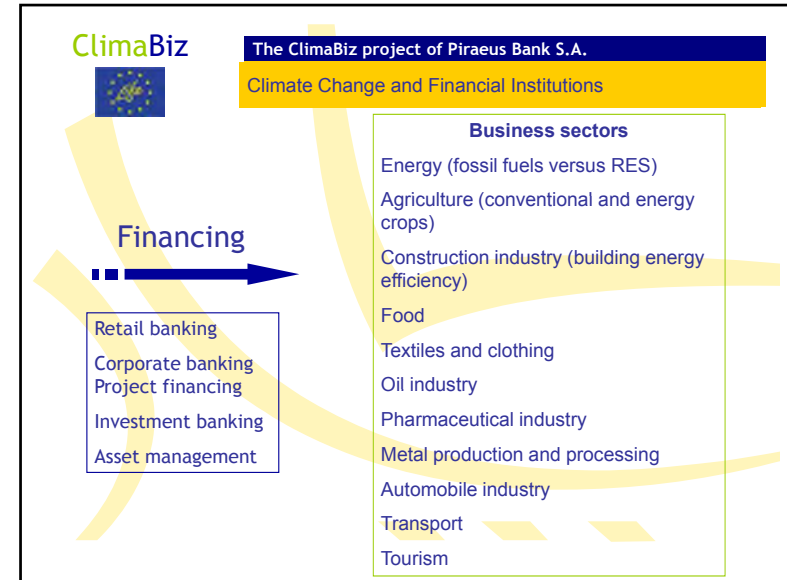 ClimaBiz
The ClimaBiz project of Piraeus Bank S.A.
Climate Change and Financial Institutions
Financing
Retail banking
Corporate banking
Project financing
Investment banking
Asset management
Business sectors
Energy (fossil fuels versus RES)
Agriculture (conventional and energy
crops)
Construction industry (building energy
efficiency)
Food
Textiles and clothing
Oil industry
Pharmaceutical industry
Metal production and processing
Automobile industry
Transport
Tourism